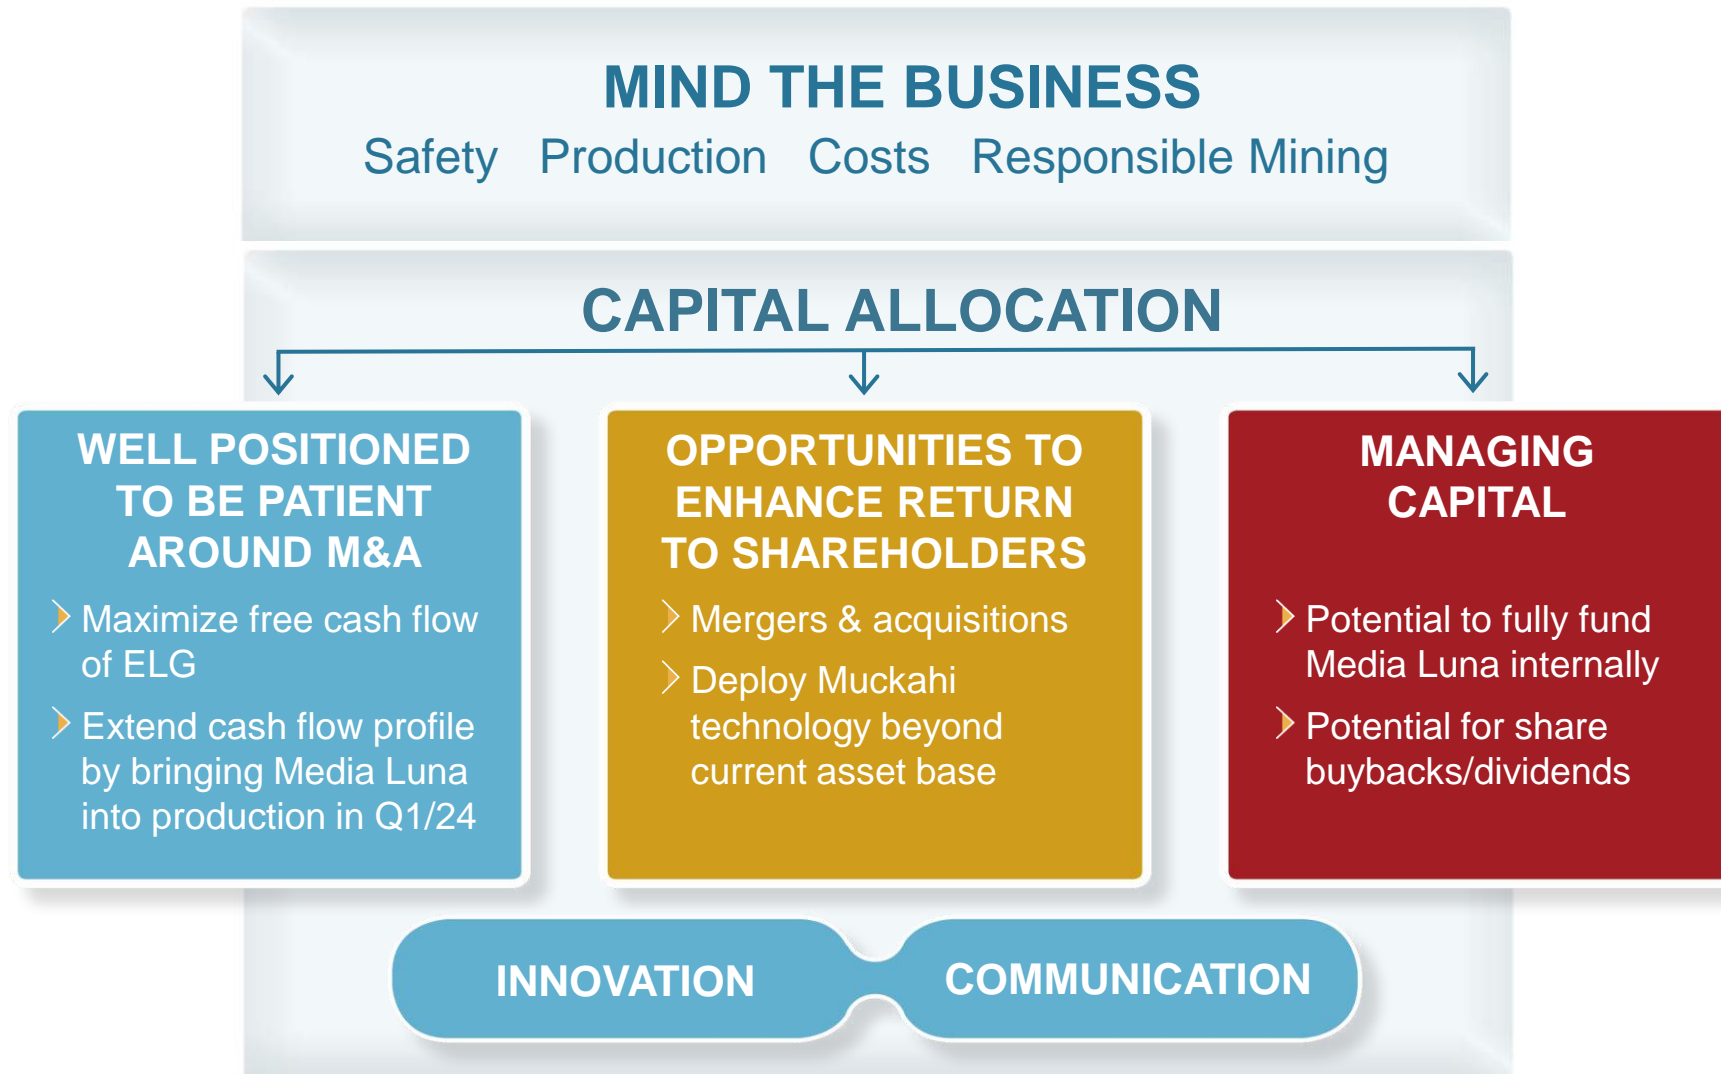 MIND THE BUSINESS
Safety Production Costs Responsible Mining
CAPITAL ALLOCATION
WELL POSITIONED
TO BE PATIENT
AROUND M&A
Maximize free cash flow
of ELG
Extend cash flow profile
by bringing Media Luna
into production in Q1/24
OPPORTUNITIES TO
ENHANCE RETURN
TO SHAREHOLDERS
Mergers & acquisitions
Deploy Muckahi
technology beyond
current asset base
MANAGING
CAPITAL
Potential to fully fund
Media Luna internally
Potential for share
buybacks/dividends
INNOVATION
COMMUNICATION